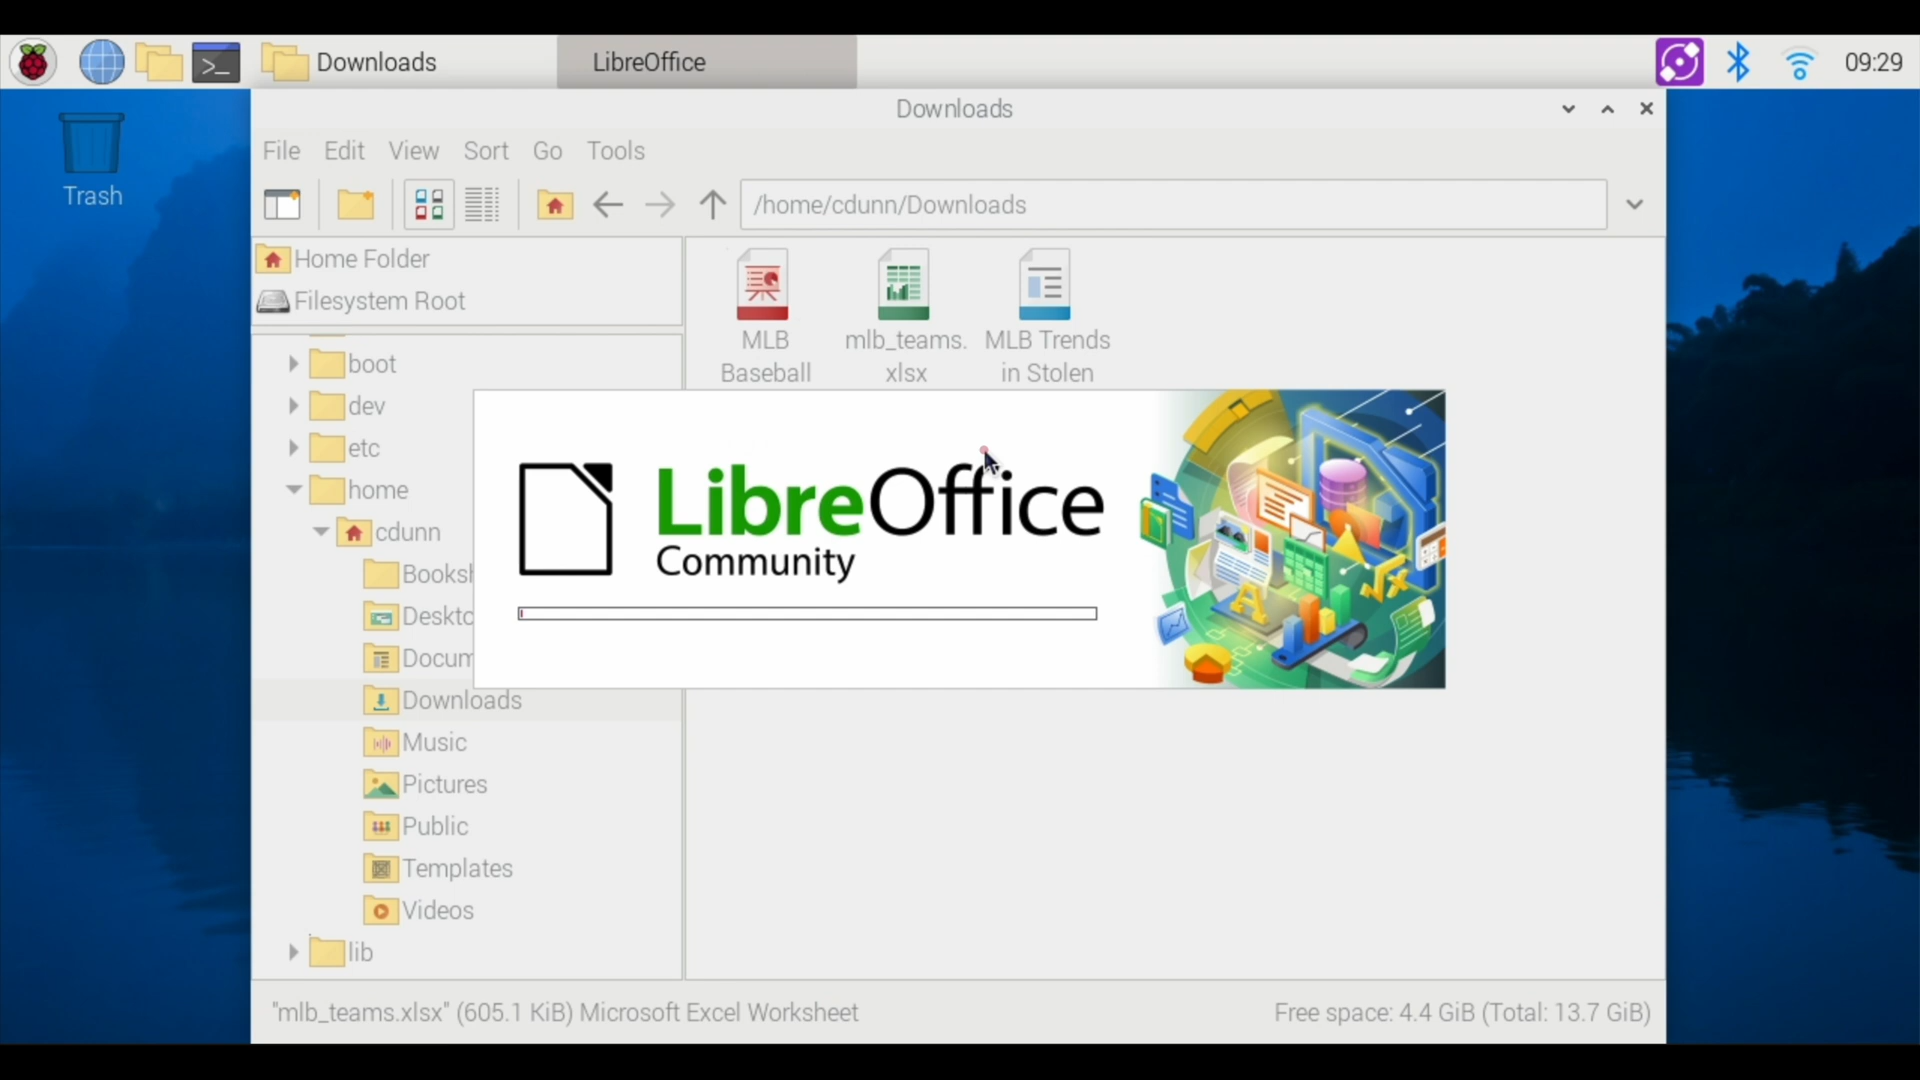 Downloads
LibreOffice
09:29
Trash
Downloads
File Edit View Sort Go Tools
/home/cdunn/Downloads
Home Folder
Filesystem Root
MLB
Baseball
mlb_teams.
xlsx
MLB Trends
in Stolen
boot
dev
etc
home
cdunn
Booksh
Deskto
Docum
Downloads
Music
Pictures
Public
Templates
Videos
lib
LibreOffice
Community
"mlb_teams.xlsx" (605.1 KiB) Microsoft Excel Worksheet
Free space: 4.4 GiB (Total: 13.7 GiB)